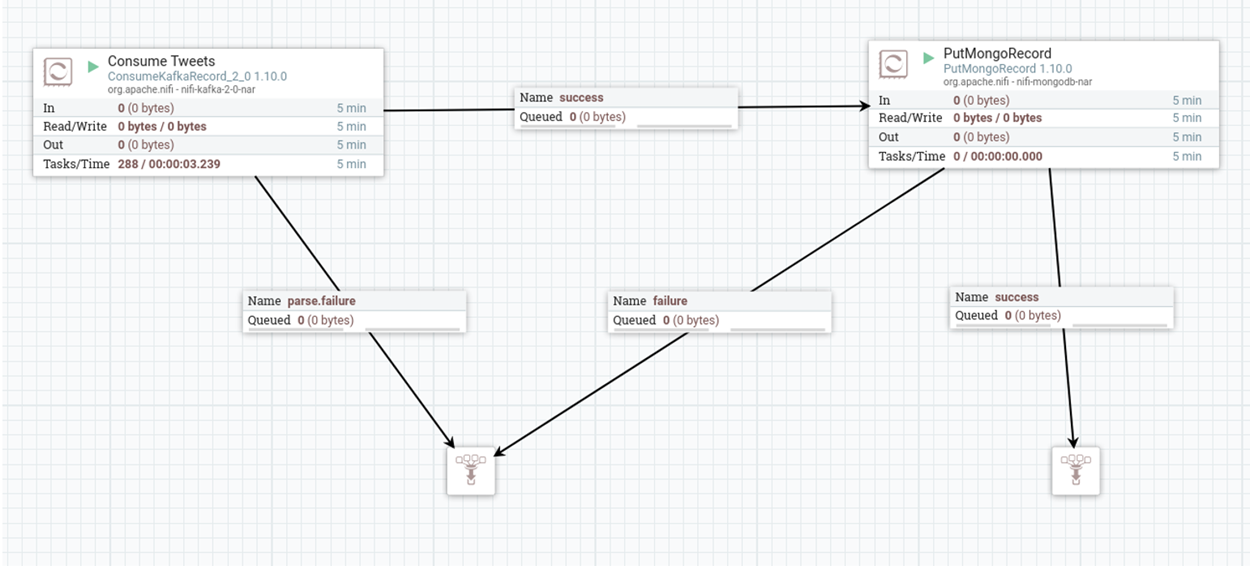 Consume Tweets
ConsumeKafkaRecord_2_0 1.10.0
org.apache.nifi - nifi-kafka-2-0-nar
In 0 (0 bytes) 5 min
Read/Write 0 bytes / 0 bytes 5 min
Out 0 (0 bytes) 5 min
Tasks/Time 288 / 00:00:03.239 5 min
Name success
Queued 0 (0 bytes)
PutMongoRecord
PutMongoRecord 1.10.0
org.apache.nifi - nifi-mongodb-nar
In 0 (0 bytes) 5 min
Read/Write 0 bytes / 0 bytes 5 min
Out 0 (0 bytes) 5 min
Tasks/Time 0 / 00:00:00.000 5 min
Name parse.failure
Queued 0 (0 bytes)
Name failure
Queued 0 (0 bytes)
Name success
Queued 0 (0 bytes)